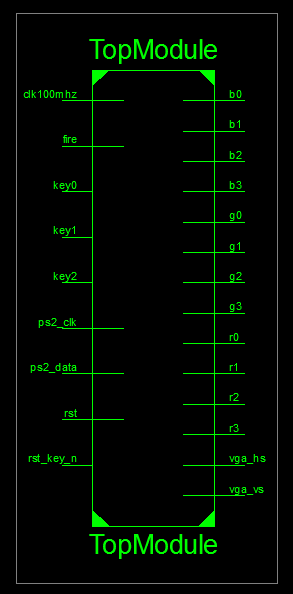 TopModule
clk100mhz
fire
key0
key1
key2
ps2_clk
ps2_data
rst
rst_key_n
b0
b1
b2
b3
g0
g1
g2
g3
r0
r1
r2
r3
vga_hs
vga_vs
TopModule